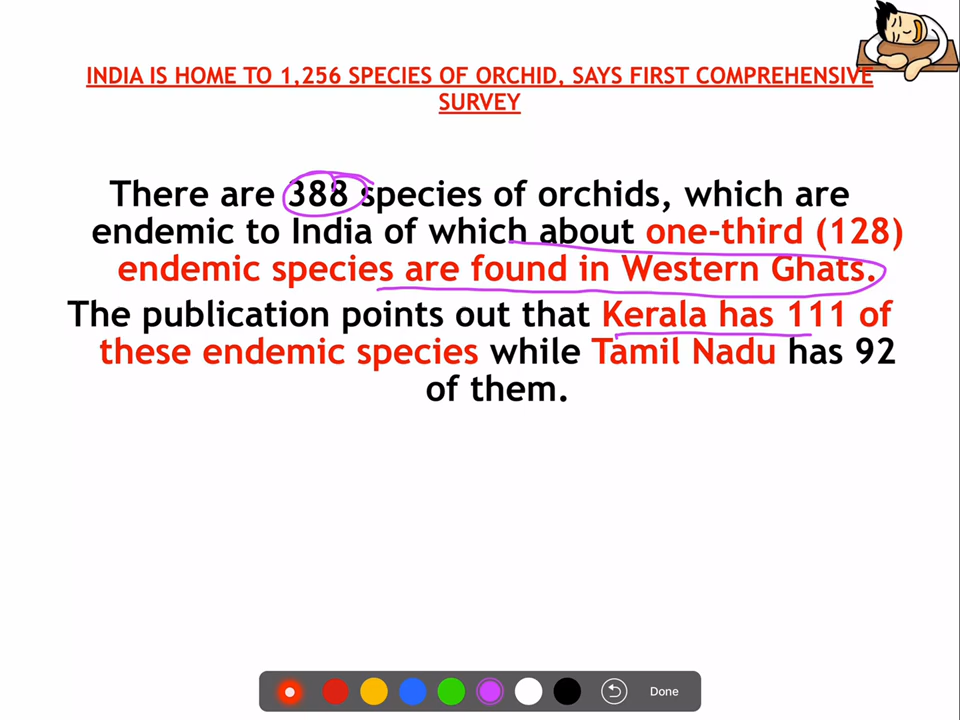 INDIA IS HOME TO 1,256 SPECIES OF ORCHID, SAYS FIRST COMPREHENSIVE
SURVEY
There are 388 species of orchids, which are
endemic to India of which about one-third (128)
endemic species are found in Western Ghats.
The publication points out that Kerala has 111 of
these endemic species while Tamil Nadu has 92
of them.
Done